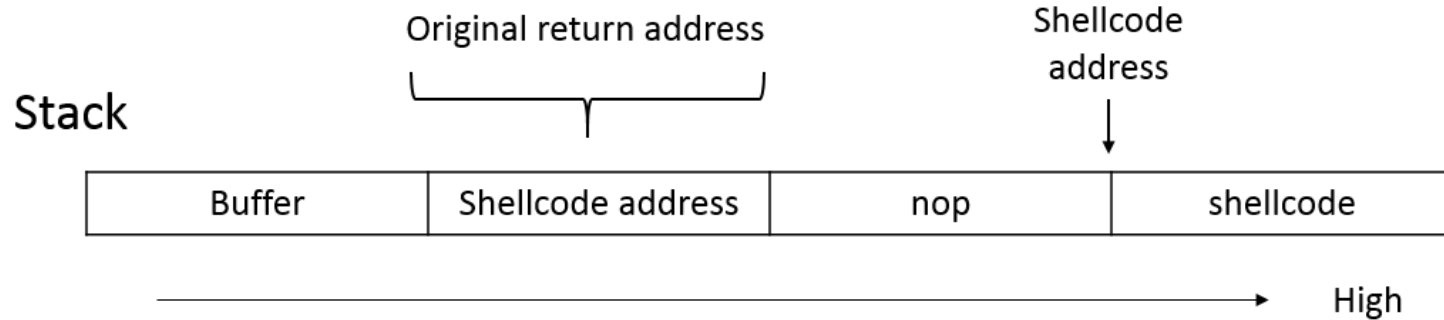 Original return address
Shellcode
address
Stack
Buffer
Shellcode address
nop
shellcode
High